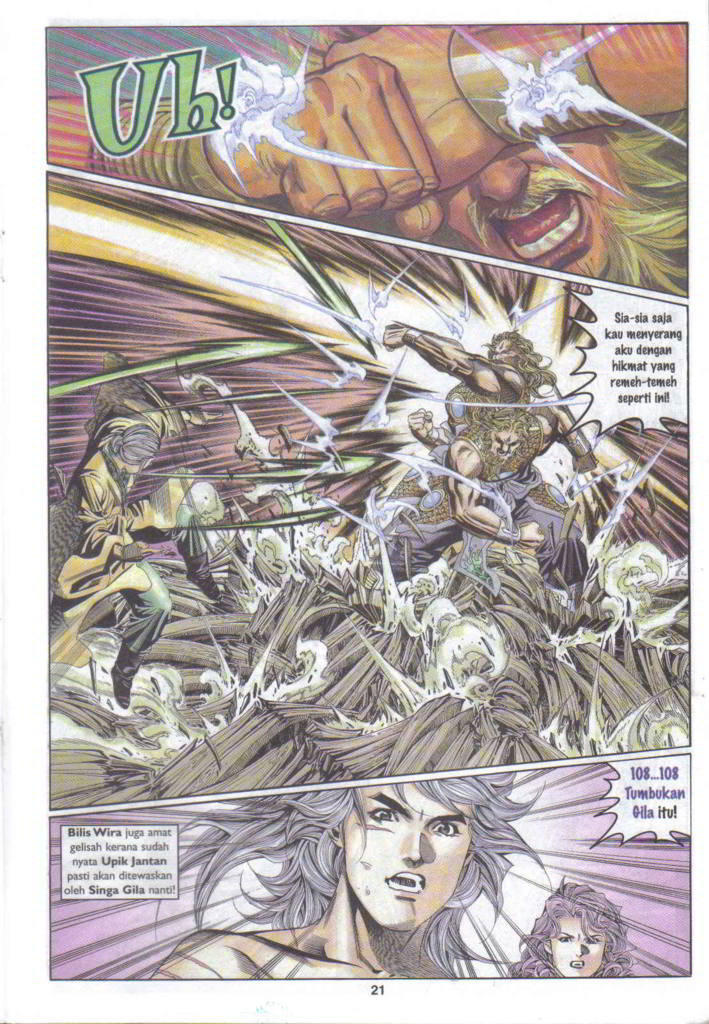 Uh!
Sia-sia saja
kau menyerang
aku dengan
hikmat yang
remeh-temeh
seperti ini!
108...108
Tumbukan
Gila itu!
Bilis Wira juga amat
gelisah kerana sudah
nyata Upik Jantan
pasti akan ditewaskan
oleh Singa Gila nanti!
21